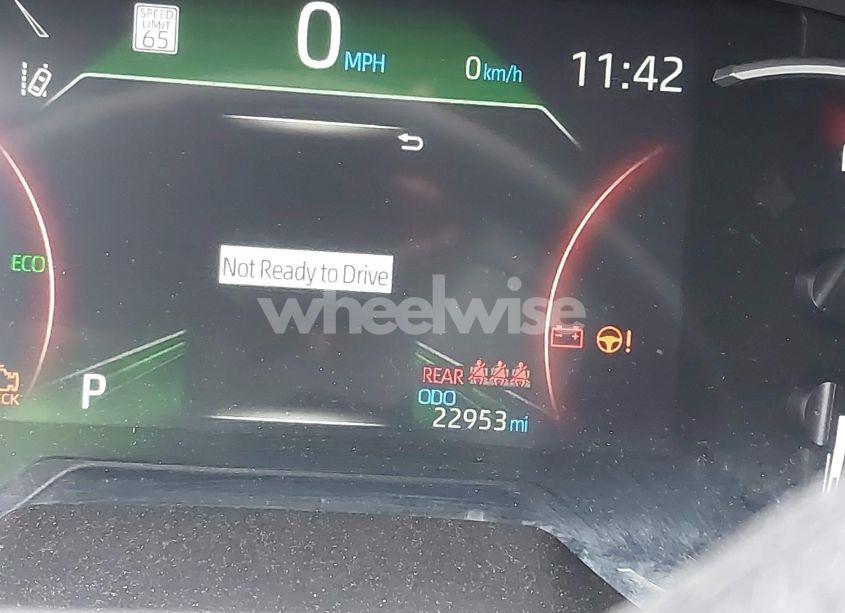 SPEED
LIMIT
65
0 MPH
0 km/h
11:42
ECO
Not Ready to Drive
wheelwise
REAR
P
ODO
22953 mi